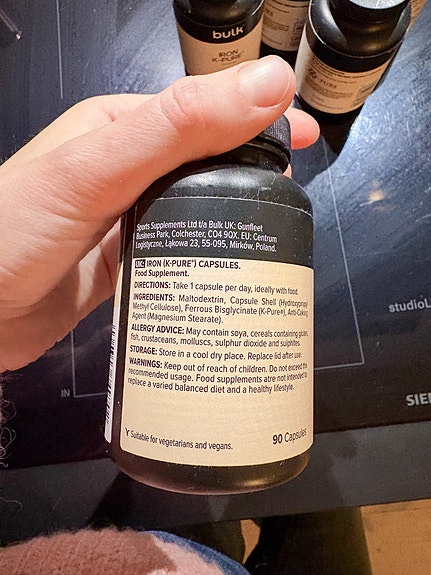 bulk
IRON
K-PURE
PURE
Sports Supplements Ltd t/a Bulk UK: Gunfleet
Business Park, Colchester, CO4 9QX. EU: Centrum
Logistyczne, Łąkowa 23, 55-095, Mirków, Poland.
UK: IRON (K-PURE®) CAPSULES.
Food Supplement.
DIRECTIONS: Take 1 capsule per day, ideally with food.
INGREDIENTS: Maltodextrin, Capsule Shell (Hydroxypropyl
Methyl Cellulose), Ferrous Bisglycinate (K-Pure®), Anti-Caking
Agent (Magnesium Stearate).
ALLERGY ADVICE: May contain soya, cereals containing gluten,
fish, crustaceans, molluscs, sulphur dioxide and sulphites.
STORAGE: Store in a cool dry place. Replace lid after use.
WARNINGS: Keep out of reach of children. Do not exceed the
recommended usage. Food supplements atre not intended to
replace a varied balanced diet and a healthy lifestyle.
Suitable for vegetarians and vegans.
90 Capsules
studioL
IN
SIE